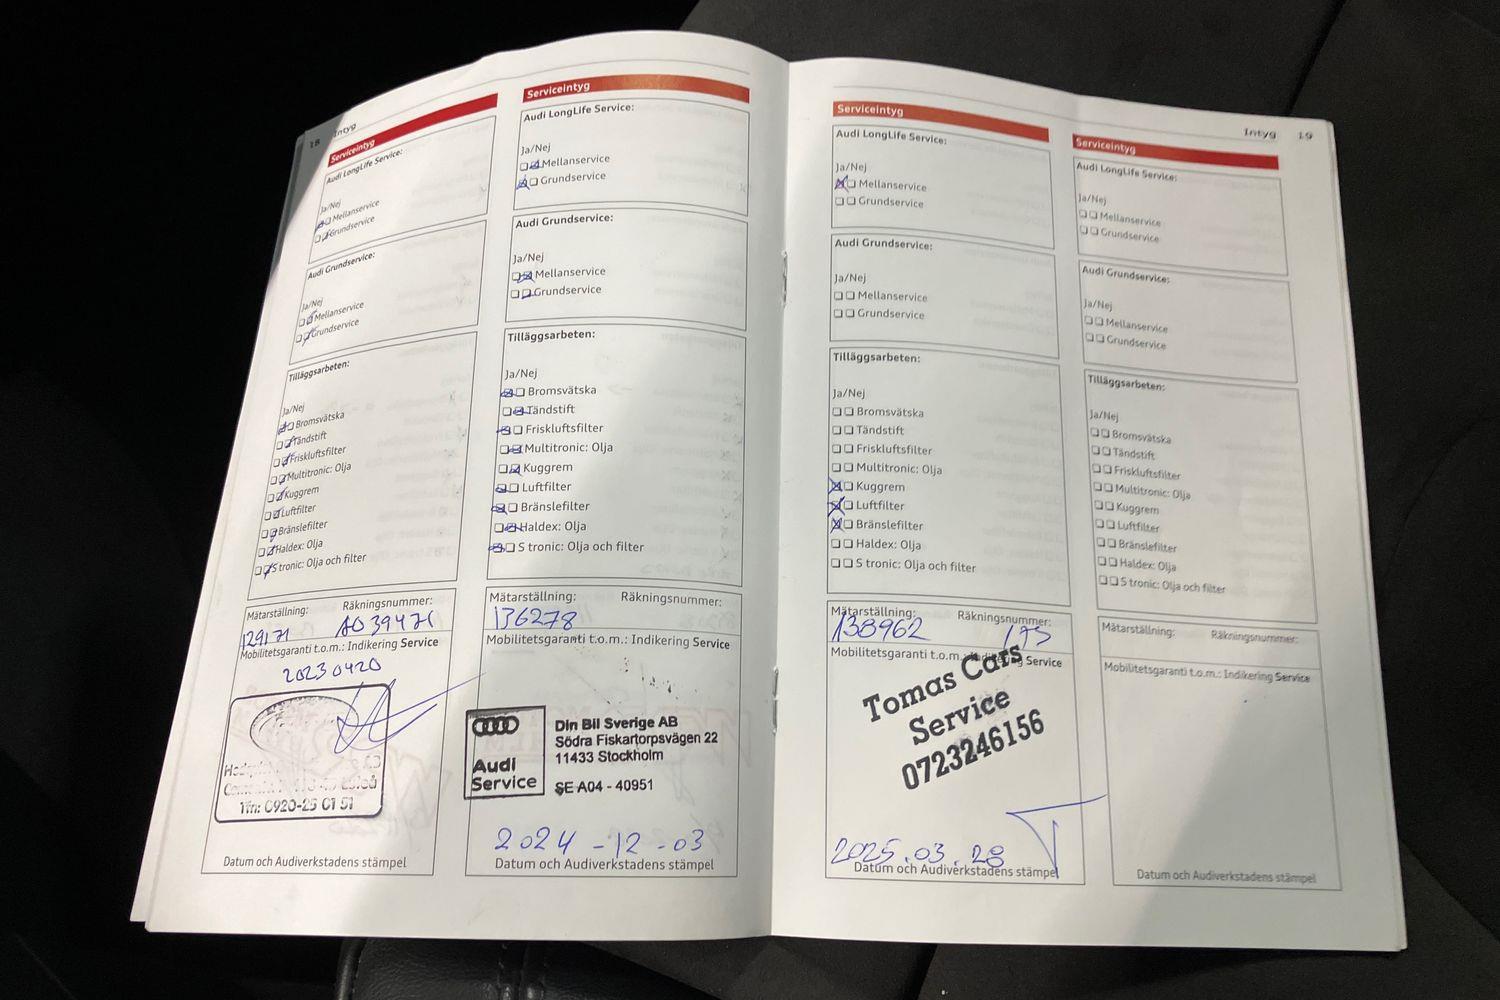 18 Intyg
Serviceintyg
Audi LongLife Service:
Ja/Nej
Mellanservice
Grundservice
Audi Grundservice:
Ja/Nej
Mellanservice
Grundservice
Tilläggsarbeten:
Ja/Nej
Bromsvätska
Tändstift
Friskluftsfilter
Multitronic: Olja
Kuggrem
Luftfilter
Bränslefilter
Haldex: Olja
S tronic: Olja och filter
Mätarställning: Räkningsnummer:
129171
Mobilitetsgaranti t.o.m.: Indikering Service
20230420
Tfn: 0920-25 01 51
Datum och Audiverkstadens stämpel
Serviceintyg
Audi LongLife Service:
Ja/Nej
Mellanservice
Grundservice
Audi Grundservice:
Ja/Nej
Mellanservice
Grundservice
Tilläggsarbeten:
Ja/Nej
Bromsvätska
Tändstift
Friskluftsfilter
Multitronic: Olja
Kuggrem
Luftfilter
Bränslefilter
Haldex: Olja
S tronic: Olja och filter
Mätarställning: Räkningsnummer:
136278
Mobilitetsgaranti t.o.m.: Indikering Service
Audi
Service
Din Bil Sverige AB
Södra Fiskartorpsvägen 22
11433 Stockholm
SE A04 - 40951
2024-12-03
Datum och Audiverkstadens stämpel
Intyg 19
Serviceintyg
Audi LongLife Service:
Ja/Nej
Mellanservice
Grundservice
Audi Grundservice:
Ja/Nej
Mellanservice
Grundservice
Tilläggsarbeten:
Ja/Nej
Bromsvätska
Tändstift
Friskluftsfilter
Multitronic: Olja
Kuggrem
Luftfilter
Bränslefilter
Haldex: Olja
S tronic: Olja och filter
Mätarställning: Räkningsnummer:
138962 175
Mobilitetsgaranti t.o.m.: Indikering Service
Tomas Cars
Service
0723246156
2025.03.28
Datum och Audiverkstadens stämpel
Serviceintyg
Audi LongLife Service:
Ja/Nej
Mellanservice
Grundservice
Audi Grundservice:
Ja/Nej
Mellanservice
Grundservice
Tilläggsarbeten:
Ja/Nej
Bromsvätska
Tändstift
Friskluftsfilter
Multitronic: Olja
Kuggrem
Luftfilter
Bränslefilter
Haldex: Olja
S tronic: Olja och filter
Mätarställning: Räkningsnummer:
Mobilitetsgaranti t.o.m.: Indikering Service
Datum och Audiverkstadens stämpel